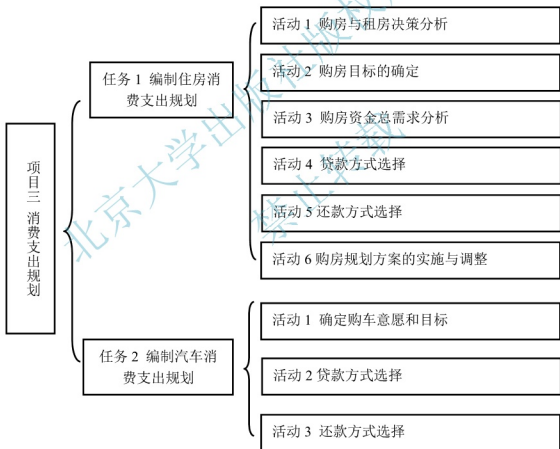 项目三 消费支出规划
任务1 编制住房消
费支出规划
活动1 购房与租房决策分析
活动2 购房目标的确定
活动3 购房资金总需求分析
活动4 贷款方式选择
活动5还款方式选择
活动6购房规划方案的实施与调整
任务2 编制汽车消
费支出规划
活动1 确定购车意愿和目标
活动2贷款方式选择
活动3 还款方式选择
北京大学出版社版权
禁止转载